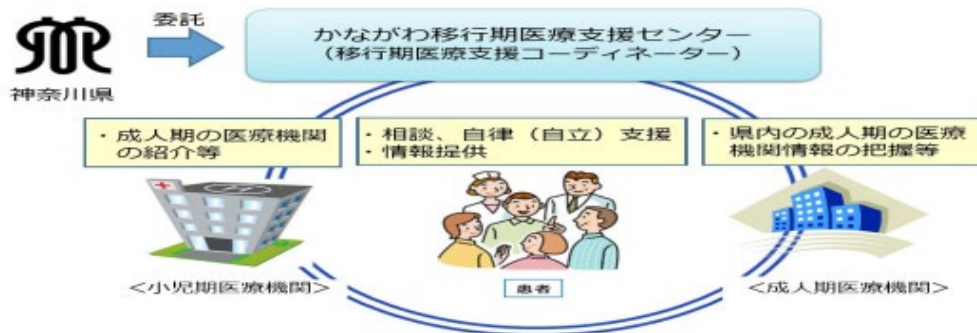 委託
かながわ移行期医療支援センター
（移行期医療支援コーディネーター）
神奈川県
・成人期の医療機関
の紹介等
・相談、自律（自立）支援
・情報提供
・県内の成人期の医療
機関情報の把握等
H
＜小児期医療機関＞
患者
＜成人期医療機関＞